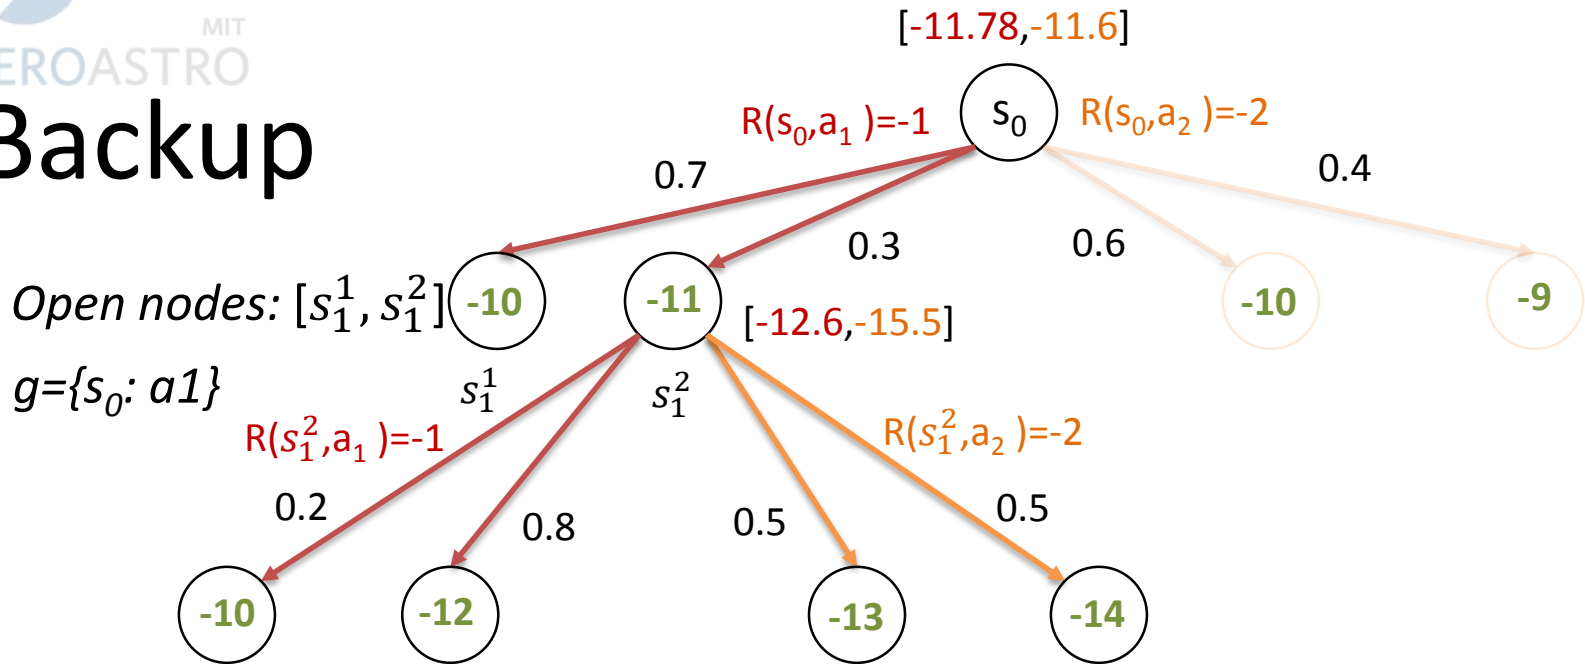 MIT
EROASTRO
Backup
[-11.78,-11.6]
R(s₀,a₁ )=-1
s₀
R(s₀,a₂ )=-2
0.7
0.3
0.6
0.4
Open nodes: [s₁¹, s₁²]
-10
-11
[-12.6,-15.5]
-10
-9
g={s₀: a1}
s₁¹
s₁²
R(s₁²,a₁ )=-1
R(s₁²,a₂ )=-2
0.2
0.8
0.5
0.5
-10
-12
-13
-14